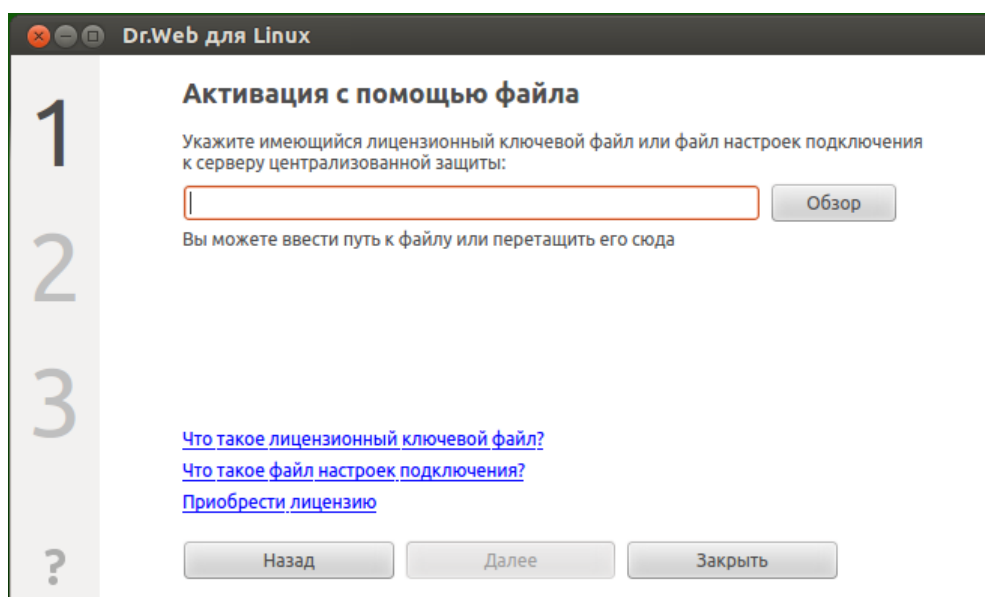 Dr.Web для Linux
1
Активация с помощью файла
Укажите имеющийся лицензионный ключевой файл или файл настроек подключения
к серверу централизованной защиты:
Обзор
Вы можете ввести путь к файлу или перетащить его сюда
2
3
Что такое лицензионный ключевой файл?
Что такое файл настроек подключения?
Приобрести лицензию
?
Назад
Далее
Закрыть